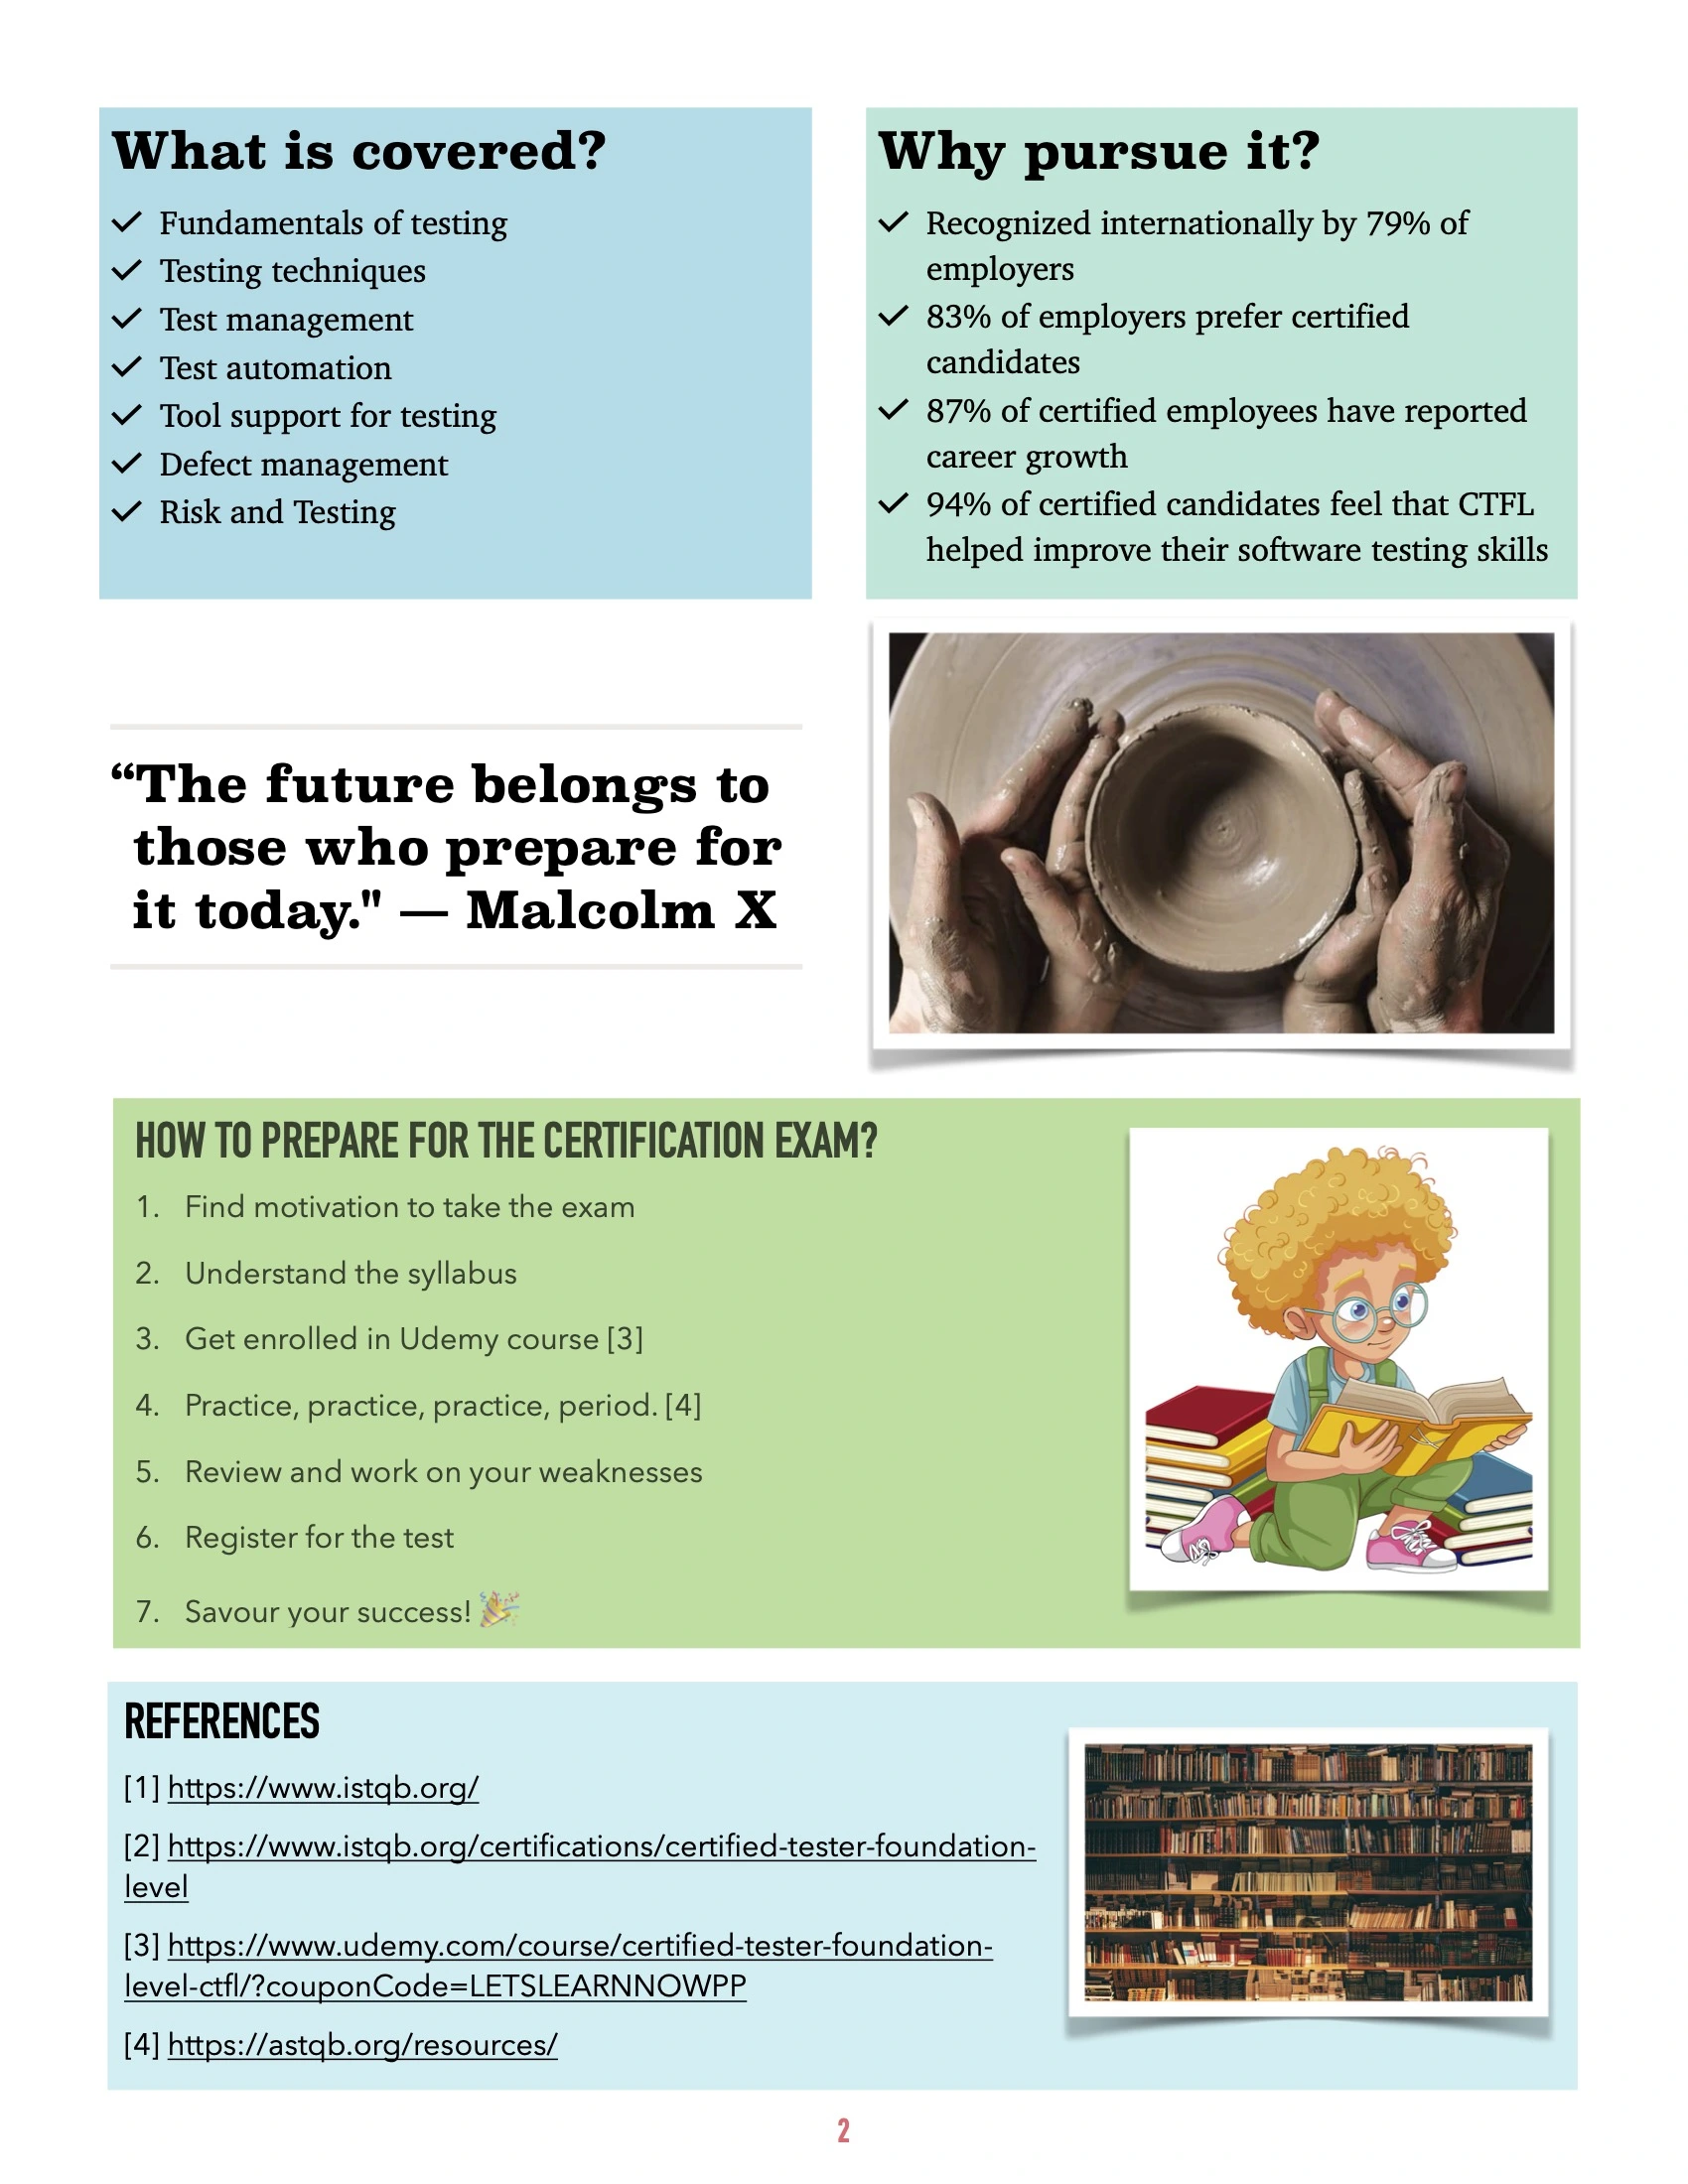 What is covered?
Fundamentals of testing
Testing techniques
Test management
Test automation
Tool support for testing
Defect management
Risk and Testing
Why pursue it?
Recognized internationally by 79% of
employers
83% of employers prefer certified
candidates
87% of certified employees have reported
career growth
94% of certified candidates feel that CTFL
helped improve their software testing skills
“The future belongs to
those who prepare for
it today." — Malcolm X
HOW TO PREPARE FOR THE CERTIFICATION EXAM?
1. Find motivation to take the exam
2. Understand the syllabus
3. Get enrolled in Udemy course [3]
4. Practice, practice, practice, period. [4]
5. Review and work on your weaknesses
6. Register for the test
7. Savour your success! 🎉
REFERENCES
[1] https://www.istqb.org/
[2] https://www.istqb.org/certifications/certified-tester-foundation-
level
[3] https://www.udemy.com/course/certified-tester-foundation-
level-ctfl/?couponCode=LETSLEARNNOWPP
[4] https://astqb.org/resources/
2